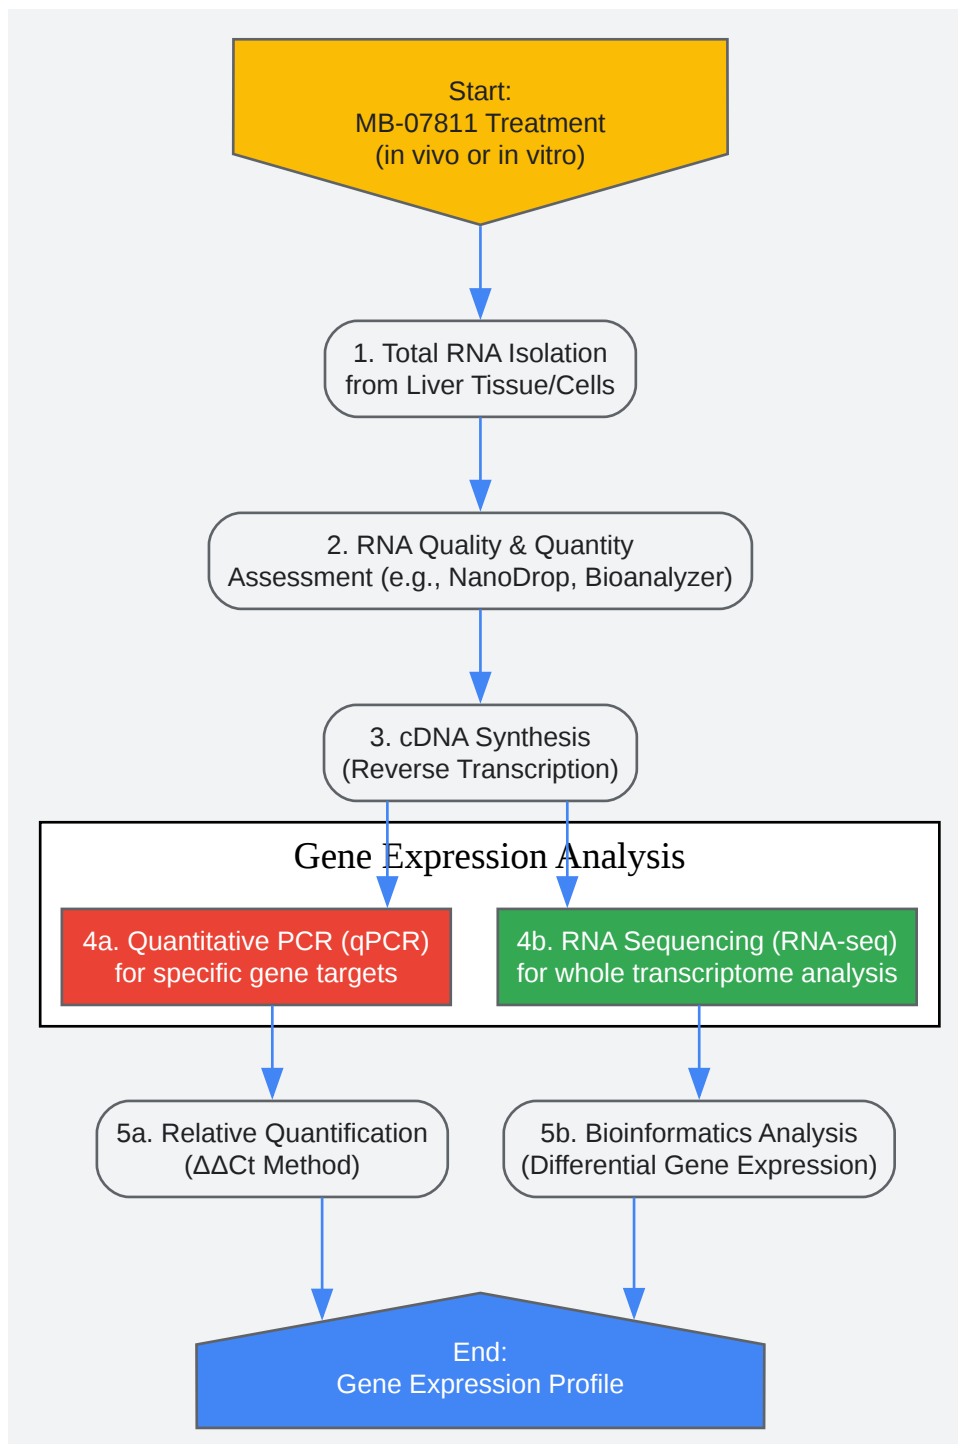 Start:
MB-07811 Treatment
(in vivo or in vitro)
1. Total RNA Isolation
from Liver Tissue/Cells
2. RNA Quality & Quantity
Assessment (e.g., NanoDrop, Bioanalyzer)
3. cDNA Synthesis
(Reverse Transcription)
Gene Expression Analysis
4a. Quantitative PCR (qPCR)
for specific gene targets
4b. RNA Sequencing (RNA-seq)
for whole transcriptome analysis
5a. Relative Quantification
(ΔΔCt Method)
5b. Bioinformatics Analysis
(Differential Gene Expression)
End:
Gene Expression Profile